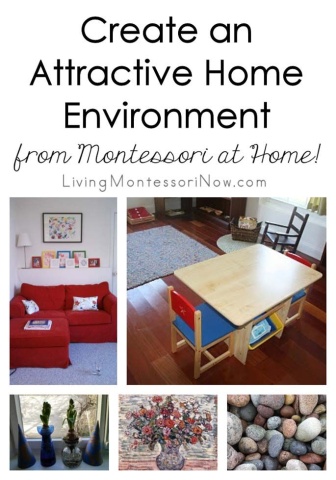 Create an
Attractive Home
Environment
from Montessori at Home!
LivingMontessoriNow.com